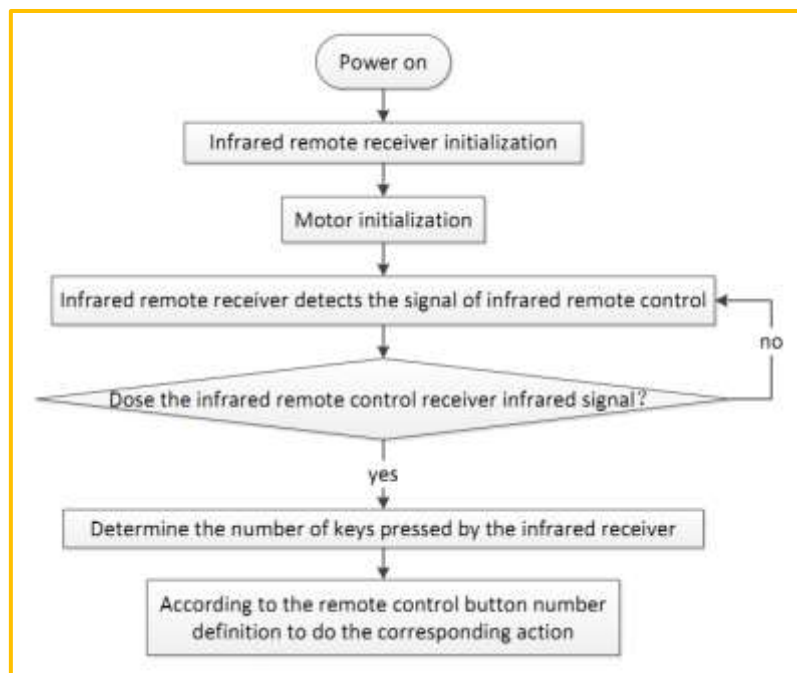 Power on
Infrared remote receiver initialization
Motor initialization
Infrared remote receiver detects the signal of infrared remote control
no
Dose the infrared remote control receiver infrared signal?
yes
Determine the number of keys pressed by the infrared receiver
According to the remote control button number
definition to do the corresponding action